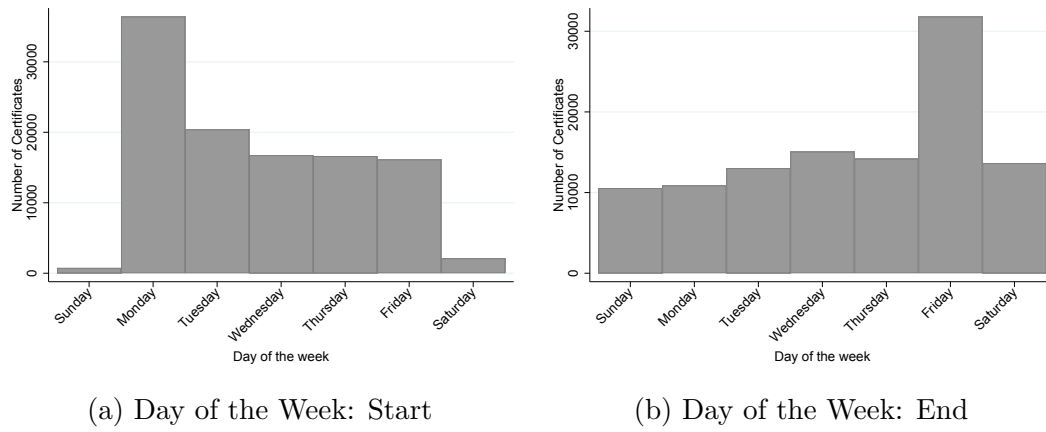 Number of Certificates
30000
20000
10000
0
Sunday
Monday
Tuesday
Wednesday
Thursday
Friday
Saturday
Day of the week
(a) Day of the Week: Start
Number of Certificates
30000
20000
10000
0
Sunday
Monday
Tuesday
Wednesday
Thursday
Friday
Saturday
Day of the week
(b) Day of the Week: End